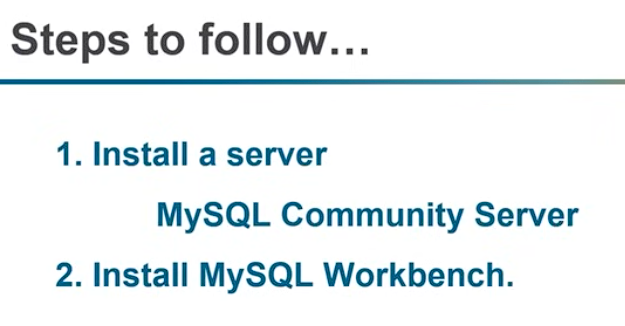 Steps to follow…
1. Install a server
MySQL Community Server
2. Install MySQL Workbench.